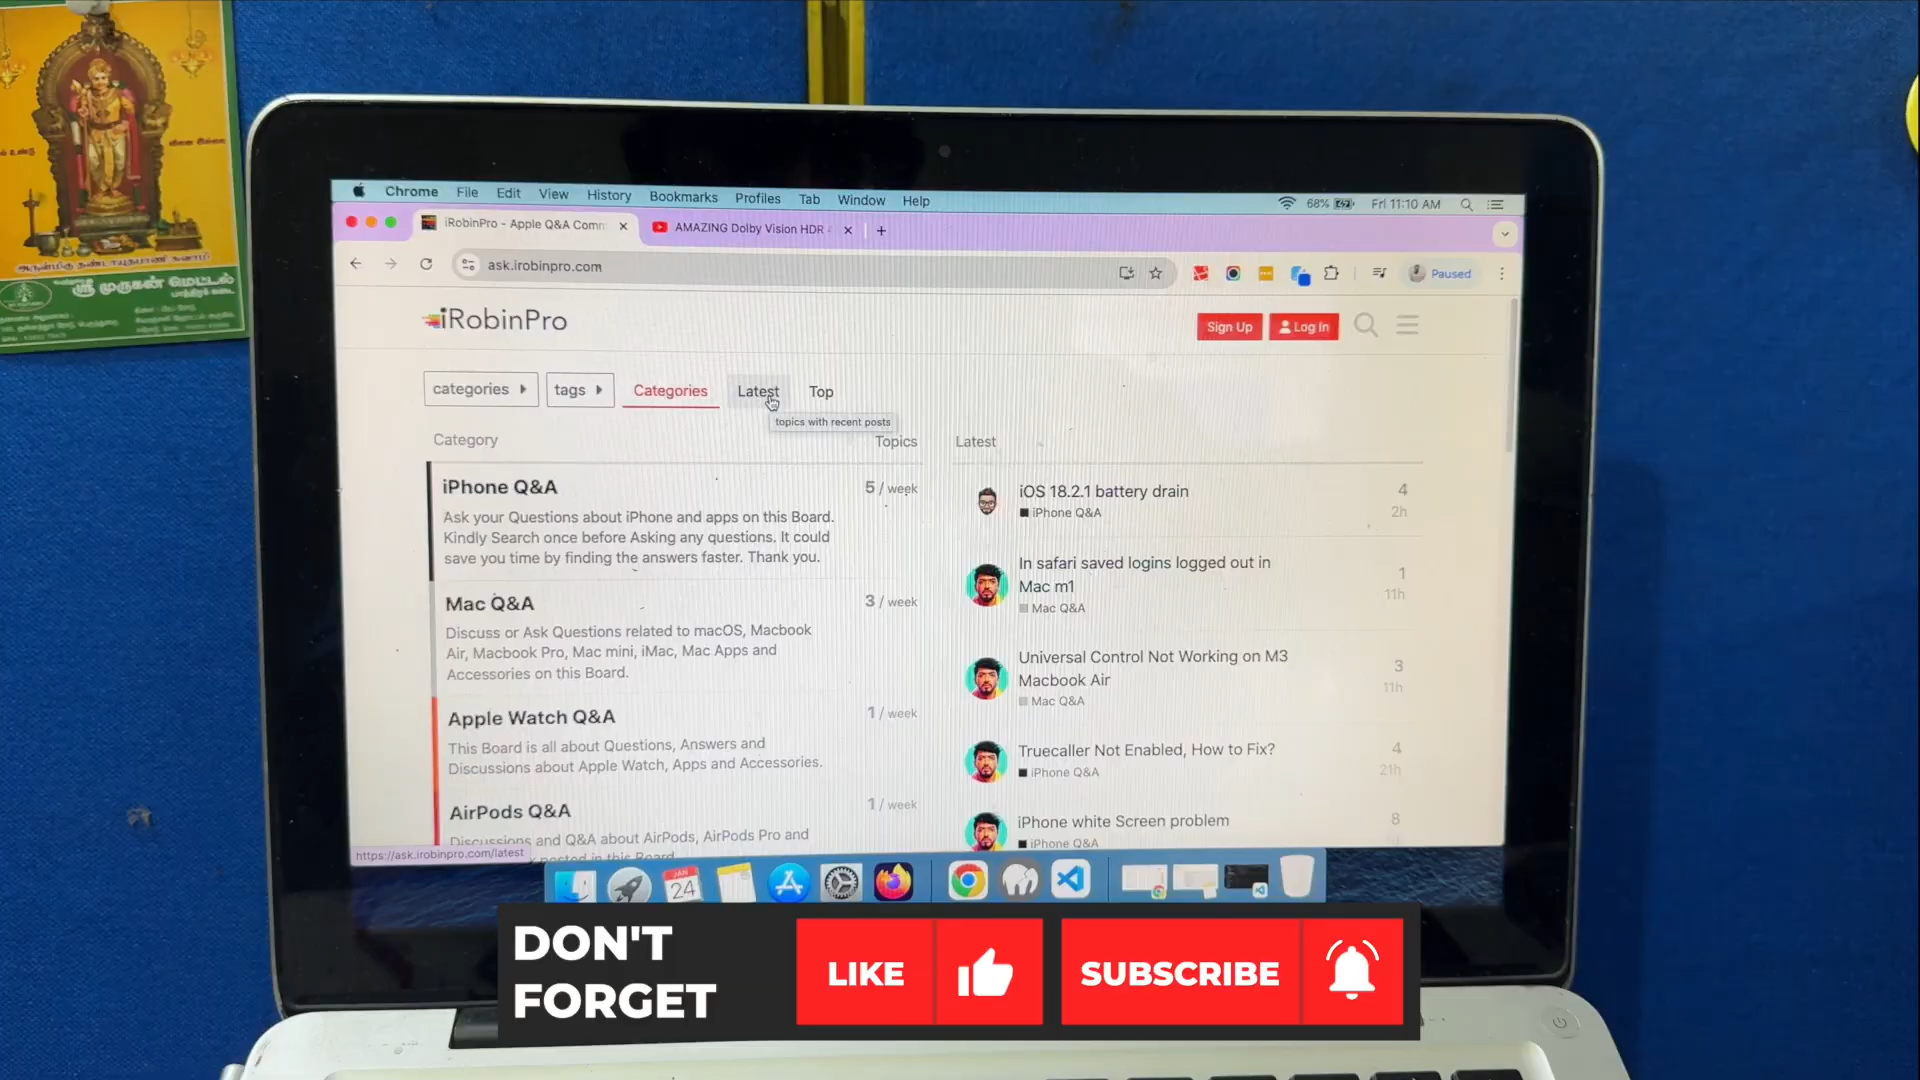 Chrome File Edit View History Bookmarks Profiles Tab Window Help
68% Fri 11:10 AM
iRobinPro - Apple Q&A Comm
AMAZING Dolby Vision HDR
ask.irobinpro.com
Paused
iRobinPro
Sign Up
Log In
categories
tags
Categories
Latest
Top
topics with recent posts
Category
Topics
iPhone Q&A
5 / week
Ask your Questions about iPhone and apps on this Board.
Kindly Search once before Asking any questions. It could
save you time by finding the answers faster. Thank you.
Mac Q&A
3 / week
Discuss or Ask Questions related to macOS, Macbook
Air, Macbook Pro, Mac mini, iMac, Mac Apps and
Accessories on this Board.
Apple Watch Q&A
1 / week
This Board is all about Questions, Answers and
Discussions about Apple Watch, Apps and Accessories.
AirPods Q&A
1 / week
Discussions and Q&A about AirPods, AirPods Pro and
posted in this Board
Latest
iOS 18.2.1 battery drain
4
iPhone Q&A
2h
In safari saved logins logged out in
Mac m1
1
Mac Q&A
11h
Universal Control Not Working on M3
Macbook Air
3
Mac Q&A
11h
Truecaller Not Enabled, How to Fix?
4
iPhone Q&A
21h
iPhone white Screen problem
8
iPhone Q&A
https://ask.irobinpro.com/latest
JAN
24
DON'T
FORGET
LIKE
SUBSCRIBE
ஸ்ரீ முருகன் மெட்டல்